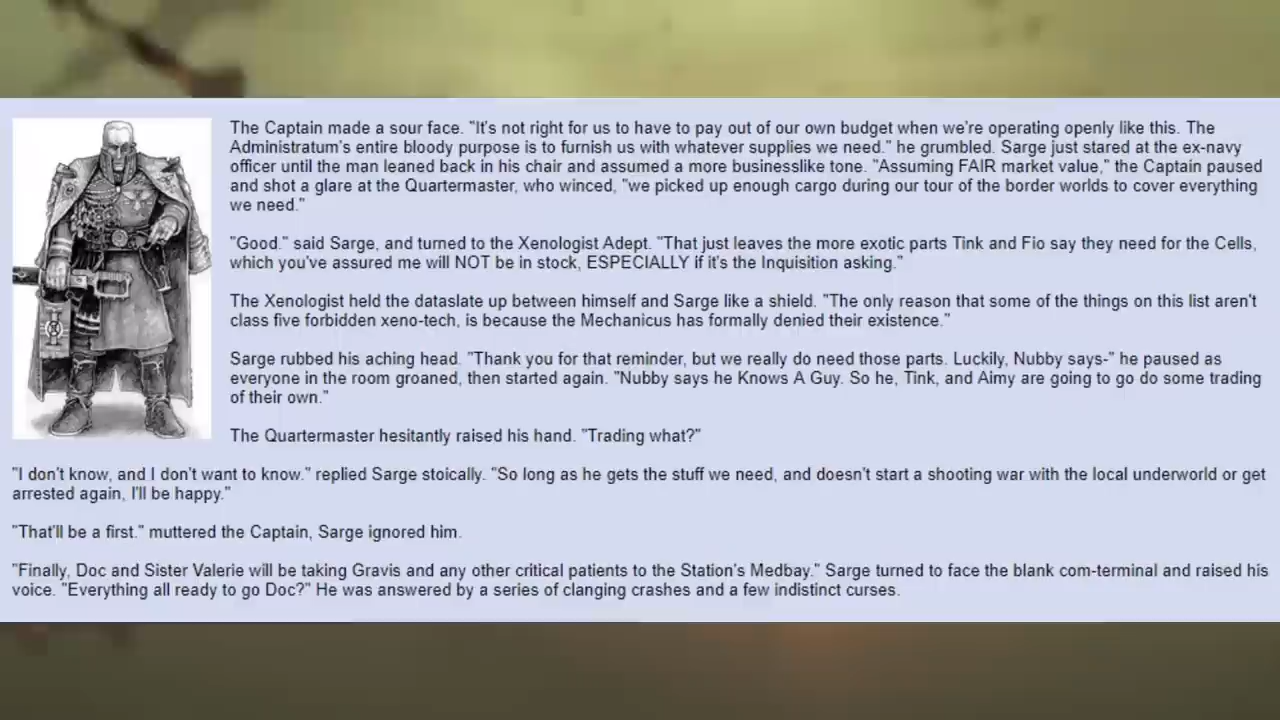 The Captain made a sour face. "It's not right for us to have to pay out of our own budget when we're operating openly like this. The
Administratum's entire bloody purpose is to furnish us with whatever supplies we need." he grumbled. Sarge just stared at the ex-navy
officer until the man leaned back in his chair and assumed a more businesslike tone. "Assuming FAIR market value," the Captain paused
and shot a glare at the Quartermaster, who winced, "we picked up enough cargo during our tour of the border worlds to cover everything
we need."
"Good." said Sarge, and turned to the Xenologist Adept. "That just leaves the more exotic parts Tink and Fio say they need for the Cells,
which you've assured me will NOT be in stock, ESPECIALLY if it's the Inquisition asking."
The Xenologist held the dataslate up between himself and Sarge like a shield. "The only reason that some of the things on this list aren't
class five forbidden xeno-tech, is because the Mechanicus has formally denied their existence."
Sarge rubbed his aching head. "Thank you for that reminder, but we really do need those parts. Luckily, Nubby says-" he paused as
everyone in the room groaned, then started again. "Nubby says he Knows A Guy. So he, Tink, and Aimy are going to go do some trading
of their own."
The Quartermaster hesitantly raised his hand. "Trading what?"
"I don't know, and I don't want to know." replied Sarge stoically. "So long as he gets the stuff we need, and doesn't start a shooting war with the local underworld or get
arrested again, I'll be happy."
"That'll be a first." muttered the Captain, Sarge ignored him.
"Finally, Doc and Sister Valerie will be taking Gravis and any other critical patients to the Station's Medbay." Sarge turned to face the blank com-terminal and raised his
voice. "Everything all ready to go Doc?" He was answered by a series of clanging crashes and a few indistinct curses.